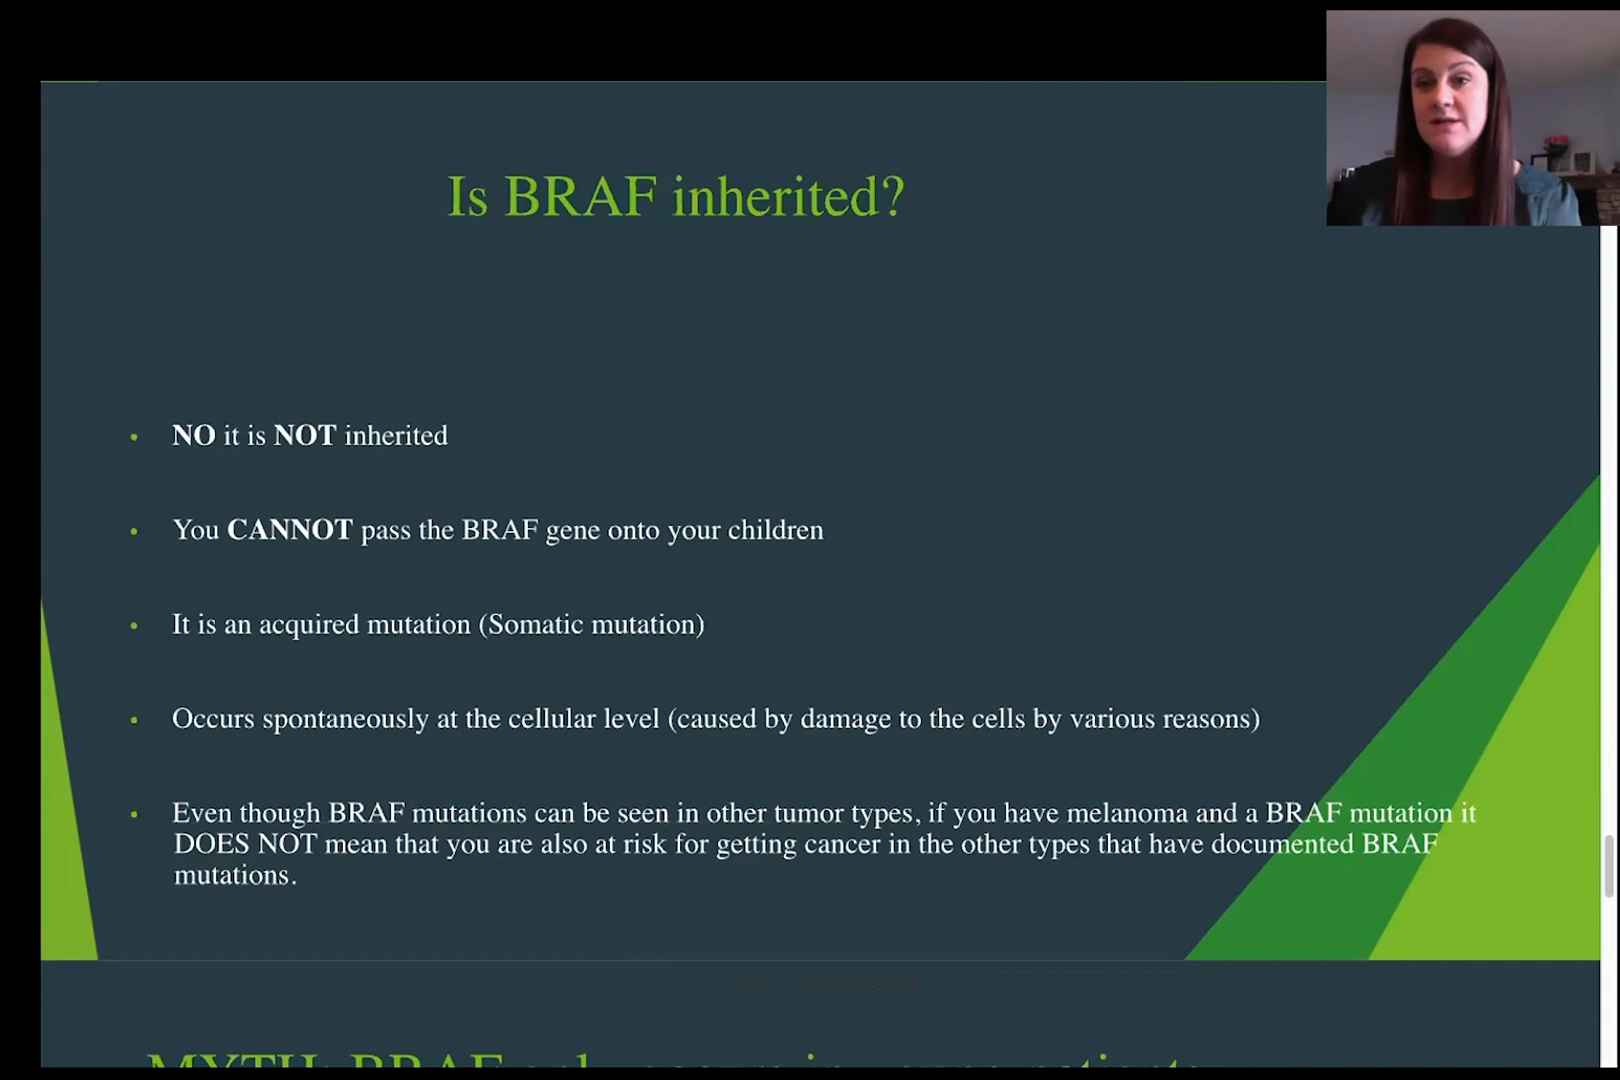 Is BRAF inherited?
NO it is NOT inherited
You CANNOT pass the BRAF gene onto your children
It is an acquired mutation (Somatic mutation)
Occurs spontaneously at the cellular level (caused by damage to the cells by various reasons)
Even though BRAF mutations can be seen in other tumor types, if you have melanoma and a BRAF mutation it
DOES NOT mean that you are also at risk for getting cancer in the other types that have documented BRAF
mutations.
MYTH: BRAF only occurs in young patients